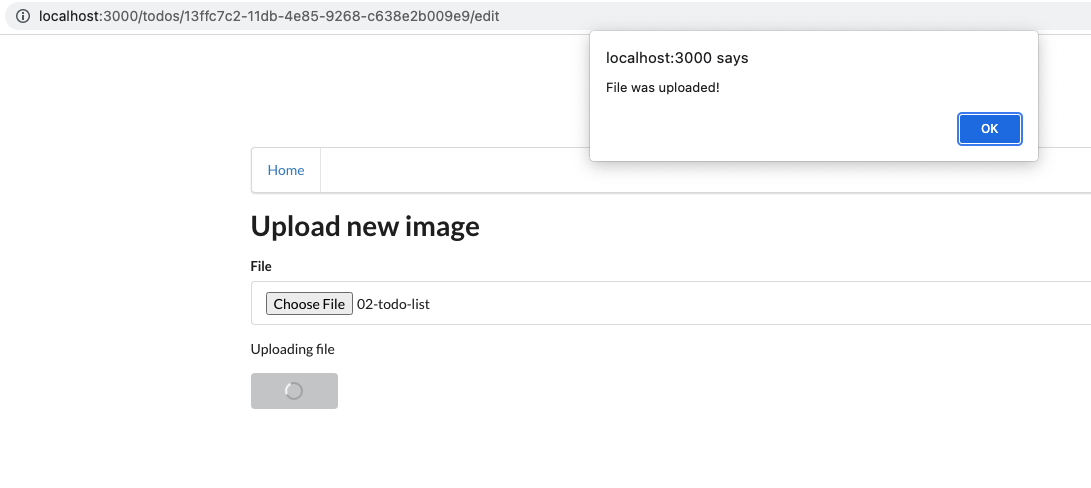 localhost:3000/todos/13ffc7c2-11db-4e85-9268-c638e2b009e9/edit
localhost:3000 says
File was uploaded!
OK
Home
Upload new image
File
Choose File 02-todo-list
Uploading file